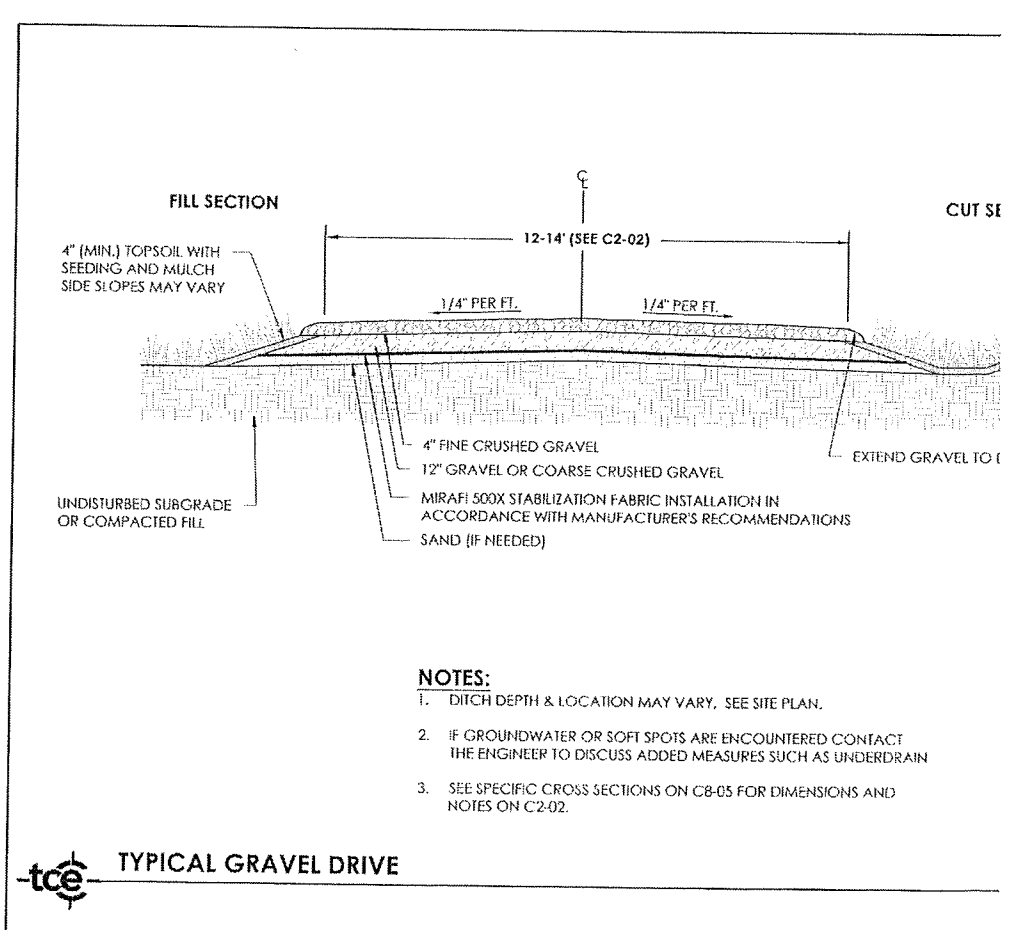 ℄
FILL SECTION
CUT SE
12-14' (SEE C2-02)
4" (MIN.) TOPSOIL WITH
SEEDING AND MULCH
SIDE SLOPES MAY VARY
1/4" PER FT.
1/4" PER FT.
4" FINE CRUSHED GRAVEL
EXTEND GRAVEL TO
12" GRAVEL OR COARSE CRUSHED GRAVEL
UNDISTURBED SUBGRADE
OR COMPACTED FILL
MIRAFI 500X STABILIZATION FABRIC INSTALLATION IN
ACCORDANCE WITH MANUFACTURER'S RECOMMENDATIONS
SAND (IF NEEDED)
NOTES:
1. DITCH DEPTH & LOCATION MAY VARY, SEE SITE PLAN.
2. IF GROUNDWATER OR SOFT SPOTS ARE ENCOUNTERED CONTACT
THE ENGINEER TO DISCUSS ADDED MEASURES SUCH AS UNDERDRAIN
3. SEE SPECIFIC CROSS SECTIONS ON C8-05 FOR DIMENSIONS AND
NOTES ON C2-02.
tce
TYPICAL GRAVEL DRIVE